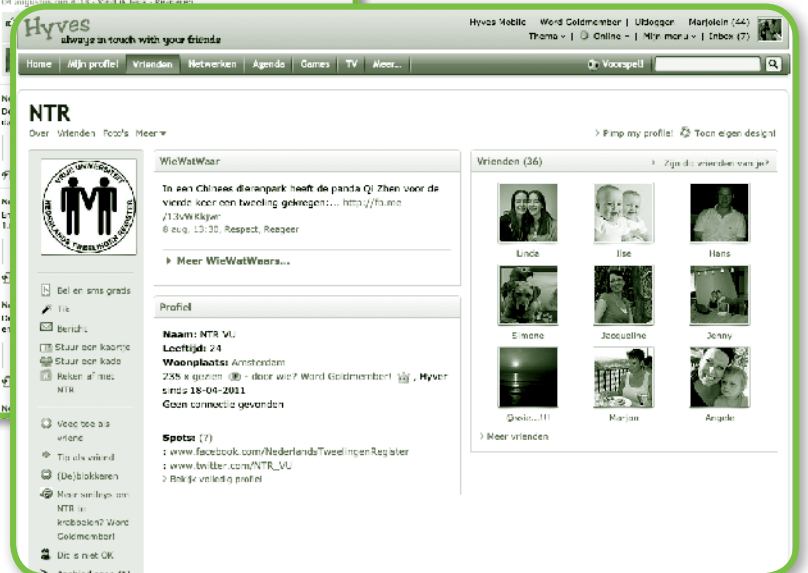 Hyves
always in touch with your friends
Hyves Mobile Word Goldmember | Uitloggen Marjolein (44)
Thema | Online | Mijn menu | Inbox (7)
Home Mijn profiel Vrienden Netwerken Agenda Games TV Meer...
Voorspel!
NTR
Over Vrienden Foto's Meer
> Pimp my profile! Toon eigen design!
VRIJE UNIVERSITEIT
NEDERLANDS TWEELINGEN REGISTER
Bel en sms gratis
Tik
Bericht
Stuur een kaartje
Stuur een kado
Reken af met
NTR
Voeg toe als
vriend
Tip als vriend
(De)blokkeren
Meer smileys om
NTR te
krabbelen? Word
Goldmember!
Dit is niet OK
WieWatWaar
In een Chinees dierenpark heeft de panda Qi Zhen voor de
vierde keer een tweeling gekregen:... http://fb.me
8 aug, 13:30, Respect, Reageer
Meer WieWatWaars...
Profiel
Naam: NTR VU
Leeftijd: 24
Woonplaats: Amsterdam
235 x gezien - door wie? Word Goldmember! , Hyver
sinds 18-04-2011
Geen connectie gevonden
Spots: (?)
: www.facebook.com/NederlandsTweelingenRegister
: www.twitter.com/NTR_VU
> Bekijk volledig profiel
Vrienden (36)
> Zijn dit vrienden van je?
Linda Ilse Hans
Simone Jacqueline Jenny
Marjan Angela
> Meer vrienden